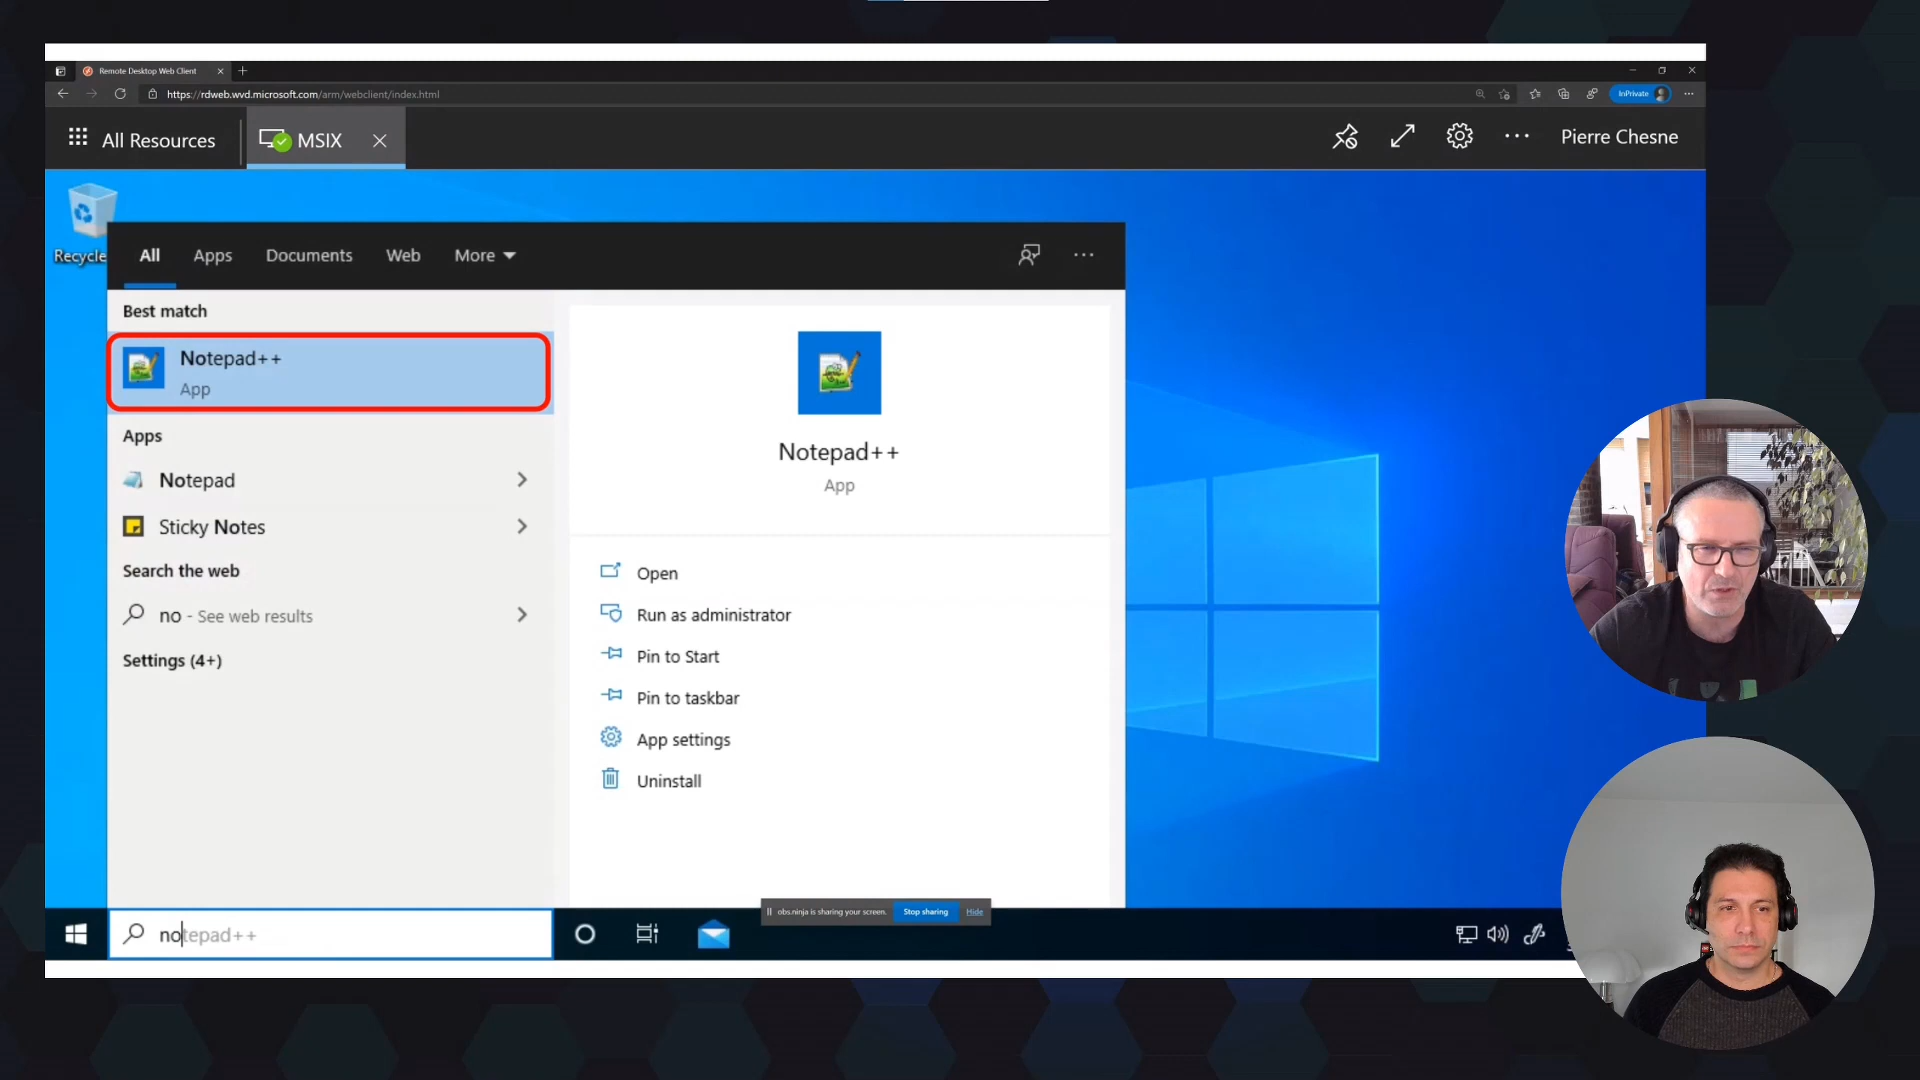 Remote Desktop Web Client
https://rdweb.wvd.microsoft.com/arm/webclient/index.html
InPrivate
All Resources
MSIX
Pierre Chesne
Recycle
All
Apps
Documents
Web
More
Best match
Notepad++
App
Apps
Notepad
Sticky Notes
Search the web
no - See web results
Settings (4+)
Notepad++
App
Open
Run as administrator
Pin to Start
Pin to taskbar
App settings
Uninstall
obs.ninja is sharing your screen.
Stop sharing
Hide
notepad++